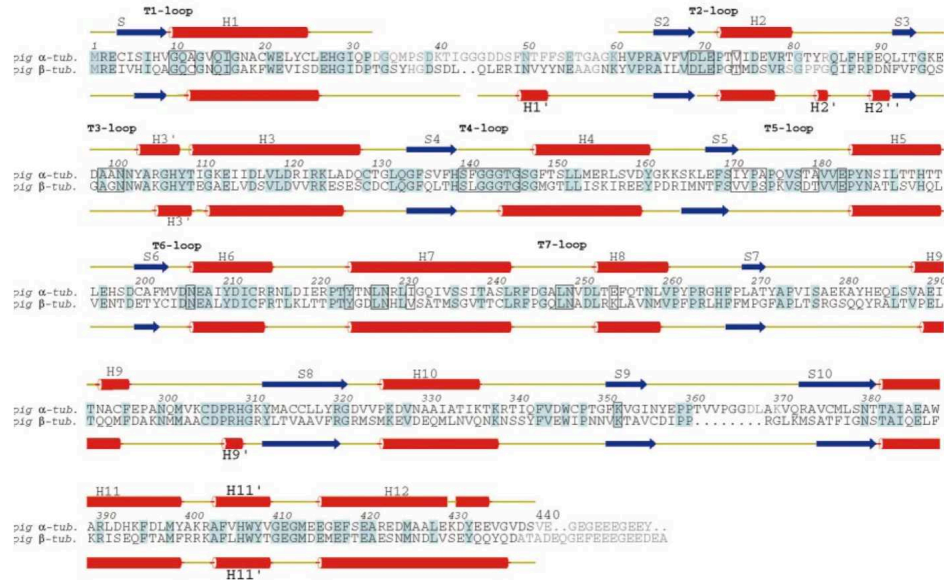 T1-loop T2-loop
S H1 S2 H2 S3
1 10 20 30 40 50 60 70 80 90
pig α-tub. MRECISIHVGQAGVQIGNACWELYCLEHGIQPDGQMPSDKTIGGGDDSFNTFFSETGAGKHVPRAVFVDLEPTVIDEVRTGTYRQLFHPEQLITGKE
pig β-tub. MREIVHIQAGQCGNQIGAKFWEVISDEHGIDPTGSYHGDSDL..QLERINVYYNEAAGNKYVPRAILVDLEPGTMDSVRSGPFGQIFRPDNFVFGQS
H1' H2' H2''
T3-loop T4-loop T5-loop
H3' H3 S4 H4 S5 H5
100 110 120 130 140 150 160 170 180
DAANNYARGHYTIGKEIIDLVLDRIRKLADQCTGLQGFSVFHSFGGGTGSGFTSLLMERLSVDYGKKSKLEFSIYPAPQVSTAVVEPYNSILTTHTT
pig α-tub.
pig β-tub. GAGNNWAKGHYTEGAELVDSVLDVVRKESESCDCLQGFQLTHSLGGGTGSGMGTLLISKIREEYPDRIMNTFSVVPSPKVSDTVVEPYNATLSVHQL
H3'
T6-loop T7-loop
S6 H6 H7 H8 S7 H9
200 210 220 230 240 250 260 270 280 290
pig α-tub. LEHSDCAFMVDNEALYDICRRNLDIERPTYTNLNRLIGQIVSSITASLRFDGALNVDLTEFQTNLVPYPRGHFPLATYAPVISAEKAYHEQLSVAEI
pig β-tub. VENTDETYCIDNEALYDICFRTLKLTTPTYGDLNHLVSATMSGVTTCLRFPGQLNADLRKLAVNMVPFPRLHFFMPGFAPLTSRGSQQYRALTVPEL
H9 S8 H10 S9 S10
300 310 320 330 340 350 360 370 380
pig α-tub. TNACFEPANQMVKCDPRHGKYMACCLLYRGDVVPKDVNAAIATIKTKRTIQFVDWCPTGFKVGINYEPPTVVPGGDLAKVQRAVCMLSNTTAIAEAW
pig β-tub. TQQMFDAKNMMAACDPRHGRYLTVAAVFRGRMSMKEVDEQMLNVQNKNSSYFVEWIPNNVKTAVCDIPP........RGLKMSATFIGNSTAIQELF
H9'
H11 H11' H12
390 400 410 420 430 440
pig α-tub. ARLDHKFDLMYAKRAFVHWYVGEGMEEGEFSEAREDMAALEKDYEEVGVDSVE..GEGEEEGEEY..
pig β-tub. KRISEQFTAMFRRKAFLHWYTGEGMDEMEFTEAESNMNDLVSEYQQYQDATADEQGEFEEEGEEDEA
H11'